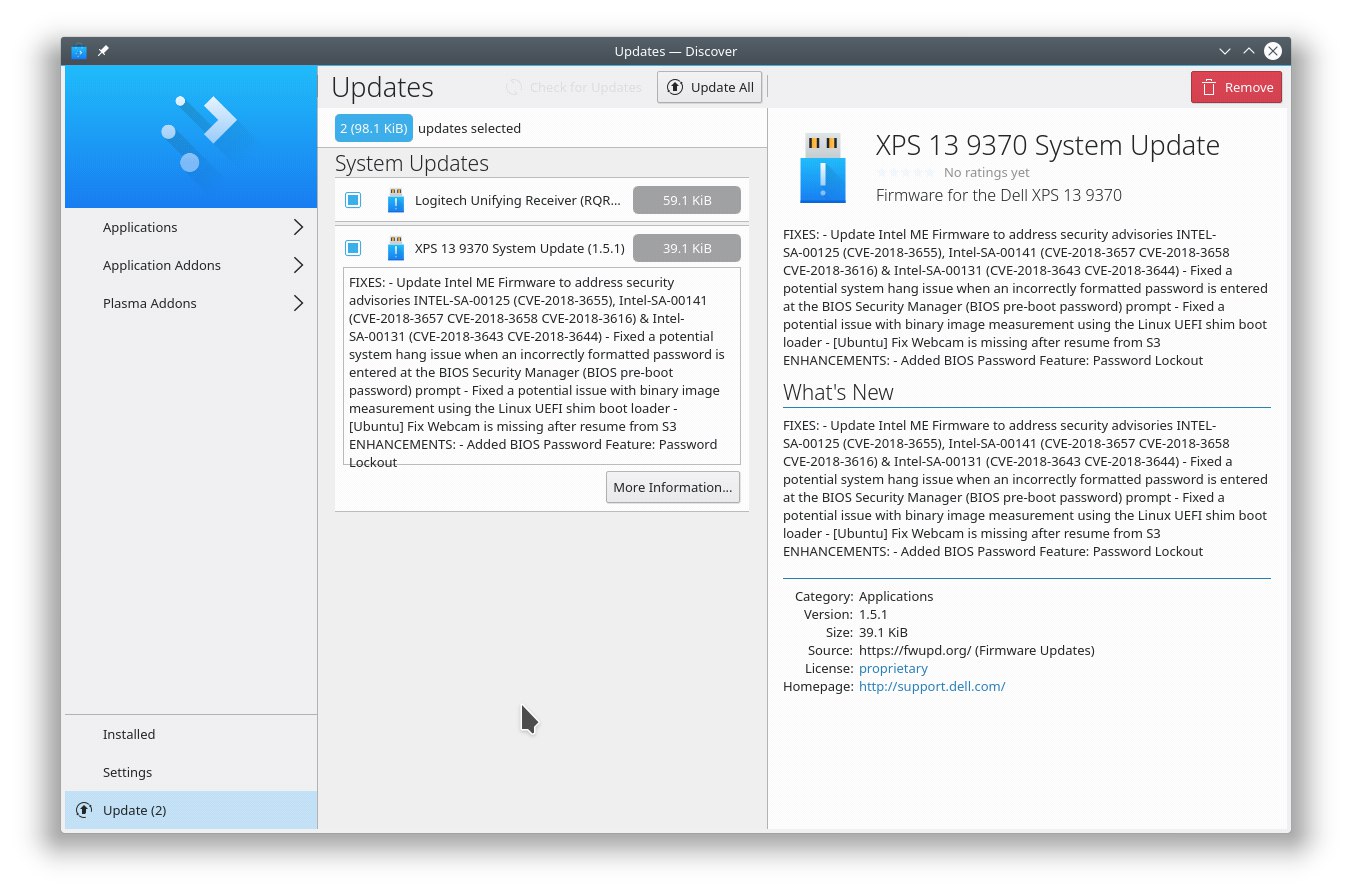 Updates — Discover
Updates
Check for Updates
Update All
Remove
2 (98.1 KiB) updates selected
System Updates
Logitech Unifying Receiver (RQR... 59.1 KiB
XPS 13 9370 System Update (1.5.1) 39.1 KiB
FIXES: - Update Intel ME Firmware to address security
advisories INTEL-SA-00125 (CVE-2018-3655), Intel-SA-00141
(CVE-2018-3657 CVE-2018-3658 CVE-2018-3616) & Intel-
SA-00131 (CVE-2018-3643 CVE-2018-3644) - Fixed a potential
system hang issue when an incorrectly formatted password is
entered at the BIOS Security Manager (BIOS pre-boot
password) prompt - Fixed a potential issue with binary image
measurement using the Linux UEFI shim boot loader -
[Ubuntu] Fix Webcam is missing after resume from S3
ENHANCEMENTS: - Added BIOS Password Feature: Password
Lockout
More Information...
Applications
Application Addons
Plasma Addons
Installed
Settings
Update (2)
XPS 13 9370 System Update
No ratings yet
Firmware for the Dell XPS 13 9370
FIXES: - Update Intel ME Firmware to address security advisories INTEL-
SA-00125 (CVE-2018-3655), Intel-SA-00141 (CVE-2018-3657 CVE-2018-3658
CVE-2018-3616) & Intel-SA-00131 (CVE-2018-3643 CVE-2018-3644) - Fixed a
potential system hang issue when an incorrectly formatted password is entered
at the BIOS Security Manager (BIOS pre-boot password) prompt - Fixed a
potential issue with binary image measurement using the Linux UEFI shim boot
loader - [Ubuntu] Fix Webcam is missing after resume from S3
ENHANCEMENTS: - Added BIOS Password Feature: Password Lockout
What's New
FIXES: - Update Intel ME Firmware to address security advisories INTEL-
SA-00125 (CVE-2018-3655), Intel-SA-00141 (CVE-2018-3657 CVE-2018-3658
CVE-2018-3616) & Intel-SA-00131 (CVE-2018-3643 CVE-2018-3644) - Fixed a
potential system hang issue when an incorrectly formatted password is entered
at the BIOS Security Manager (BIOS pre-boot password) prompt - Fixed a
potential issue with binary image measurement using the Linux UEFI shim boot
loader - [Ubuntu] Fix Webcam is missing after resume from S3
ENHANCEMENTS: - Added BIOS Password Feature: Password Lockout
Category: Applications
Version: 1.5.1
Size: 39.1 KiB
Source: https://fwupd.org/ (Firmware Updates)
License: proprietary
Homepage: http://support.dell.com/